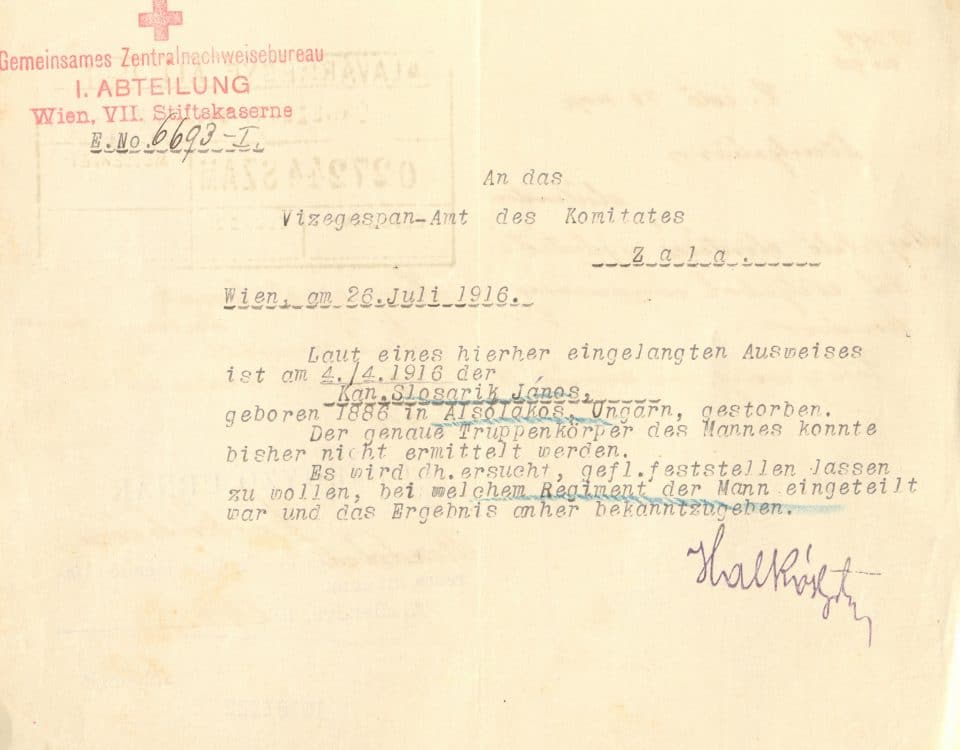 Gemeinsames Zentralnachweisebureau
I. ABTEILUNG
Wien, VII. Stiftskaserne
E.No. 6693-I.
An das
Vizegespan-Amt des Komitates
Zala.
Wien, am 26.Juli 1916.
Laut eines hierher eingelangten Ausweises
ist am 4./4.1916 der
Kan.Slosarik János,
geboren 1886 in Alsólakos, Ungarn, gestorben.
Der genaue Truppenkörper des Mannes konnte
bisher nicht ermittelt werden.
Es wird dh.ersucht, gefl.feststellen lassen
zu wollen, bei welchem Regiment der Mann eingeteilt
war und das Ergebnis anher bekanntzugeben.